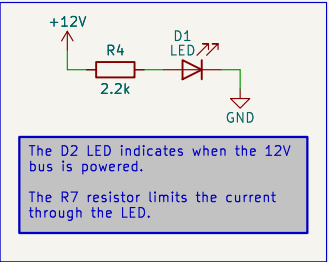 +12V
R4
2.2k
D1
LED
GND
The D2 LED indicates when the 12V
bus is powered.
The R7 resistor limits the current
through the LED.